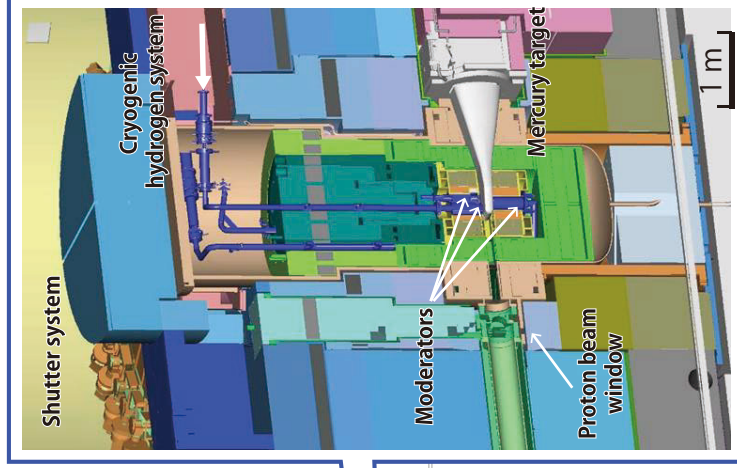 Shutter system
Cryogenic
hydrogen system
Moderators
Mercury target
Proton beam
window
1 m